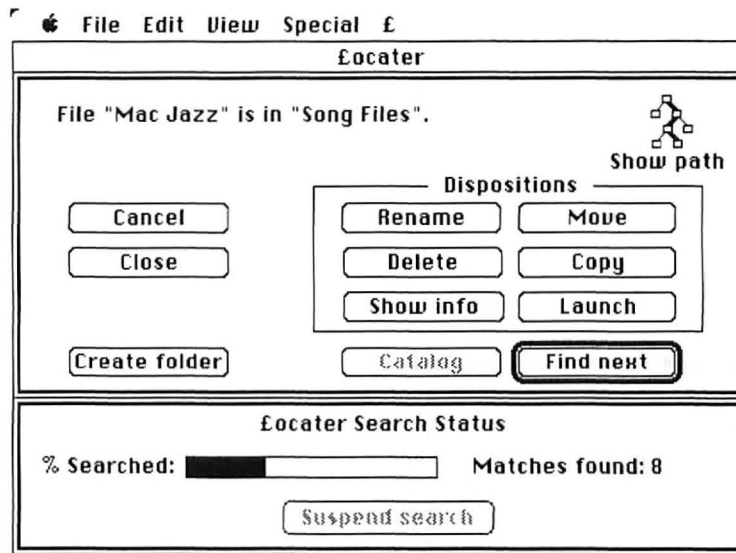 File Edit View Special £
£ocater
File "Mac Jazz" is in "Song Files".
Show path
Dispositions
Cancel Rename Move
Close Delete Copy
Show info Launch
Create folder Catalog Find next
£ocater Search Status
% Searched: Matches found: 8
Suspend search